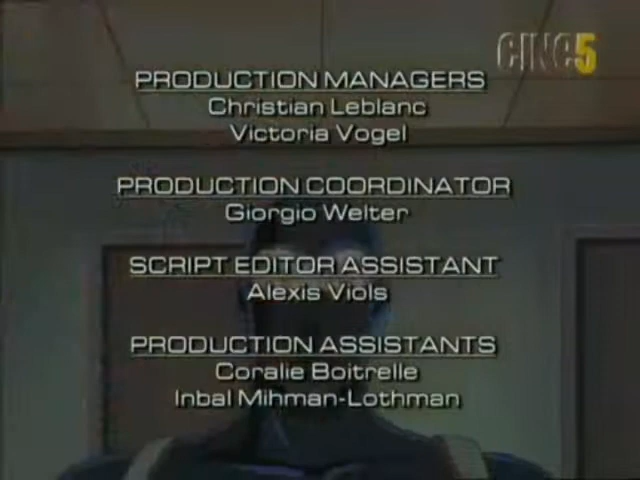 CINE5
PRODUCTION MANAGERS
Christian Leblanc
Victoria Vogel
PRODUCTION COORDINATOR
Giorgio Welter
SCRIPT EDITOR ASSISTANT
Alexis Viols
PRODUCTION ASSISTANTS
Coralie Boitrelle
Inbal Mihman-Lothman